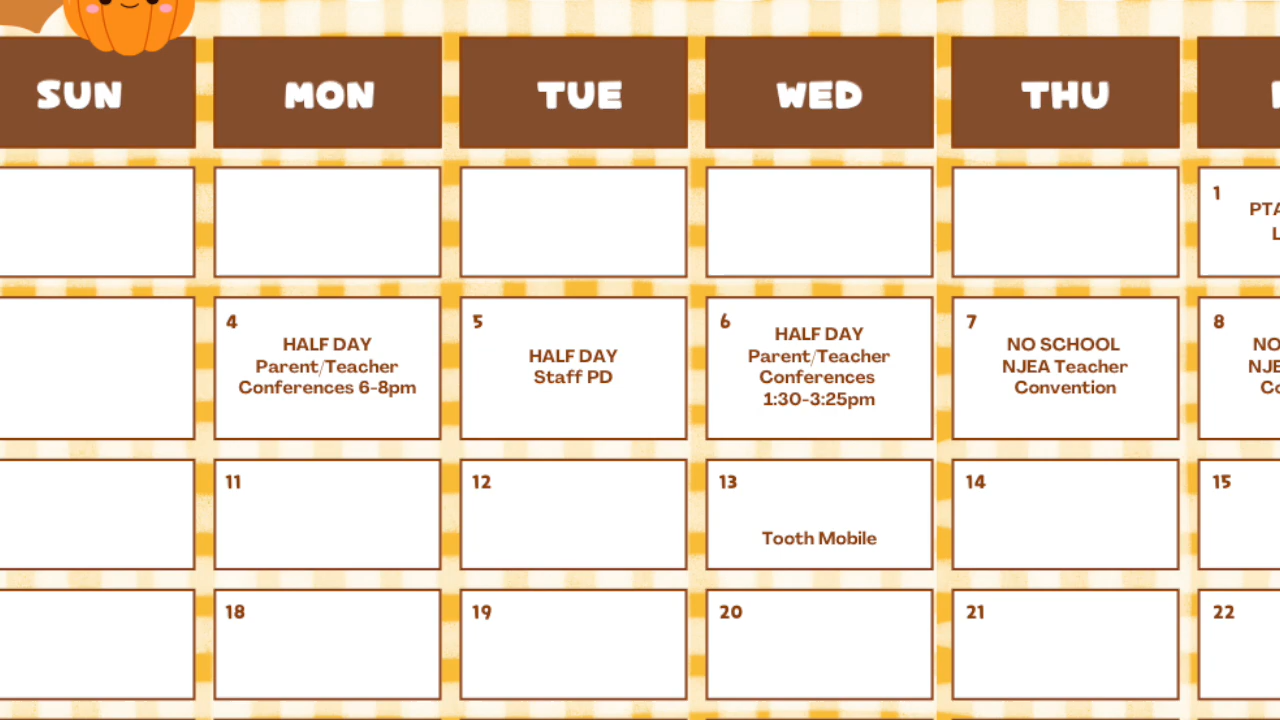 SUN MON TUE WED THU
1
PTA
4
HALF DAY
Parent/Teacher
Conferences 6-8pm
5
HALF DAY
Staff PD
6
HALF DAY
Parent/Teacher
Conferences
1:30-3:25pm
7
NO SCHOOL
NJEA Teacher
Convention
8
11
12
13
Tooth Mobile
14
15
18
19
20
21
22